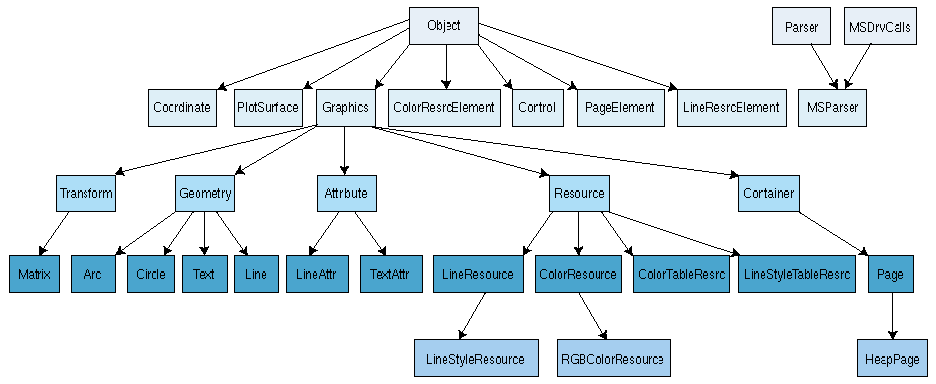 Object
Parser
MSDrvCalls
Coordinate
PlotSurface
Graphics
ColorResrcElement
Control
PageElement
LineResrcElement
MSParser
Transform
Geometry
Attrbute
Resource
Container
Matrix
Arc
Circle
Text
Line
LineAttr
TextAttr
LineResource
ColorResource
ColorTableResrc
LineStyleTableResrc
Page
LineStyleResource
RGBColorResource
HeapPage